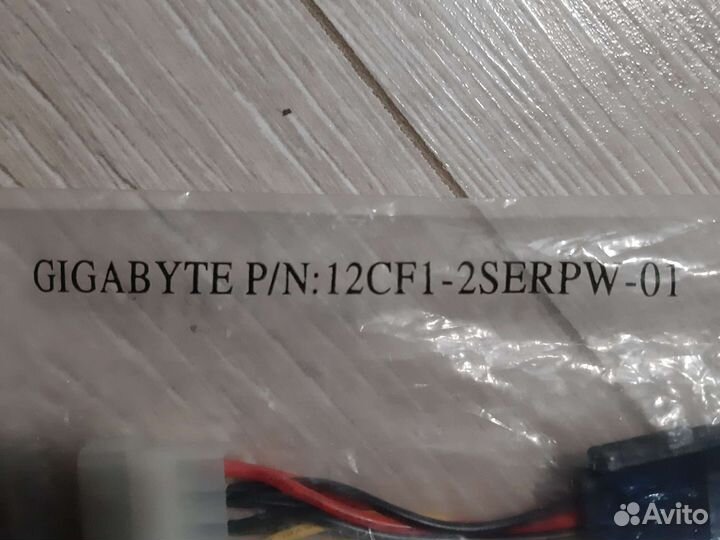 GIGABYTE P/N:12CF1-2SERPW-01
Avito